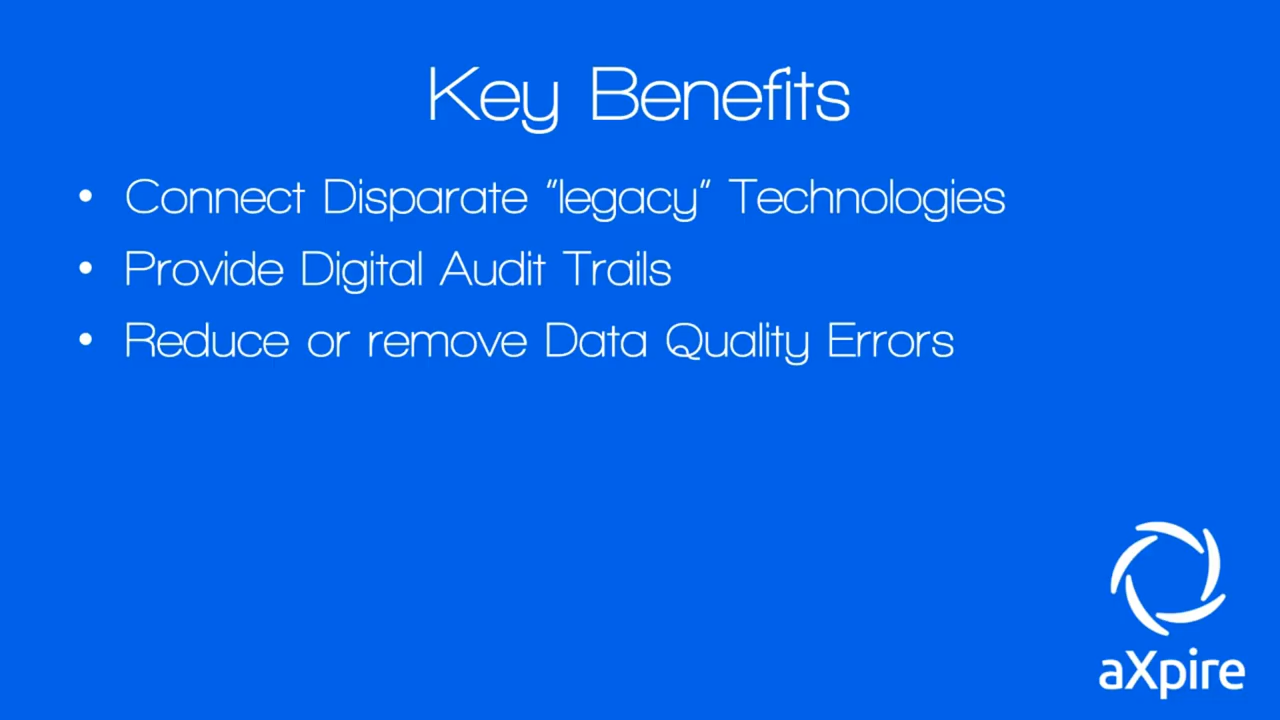 Key Benefits
• Connect Disparate “legacy” Technologies
• Provide Digital Audit Trails
• Reduce or remove Data Quality Errors
aXpire